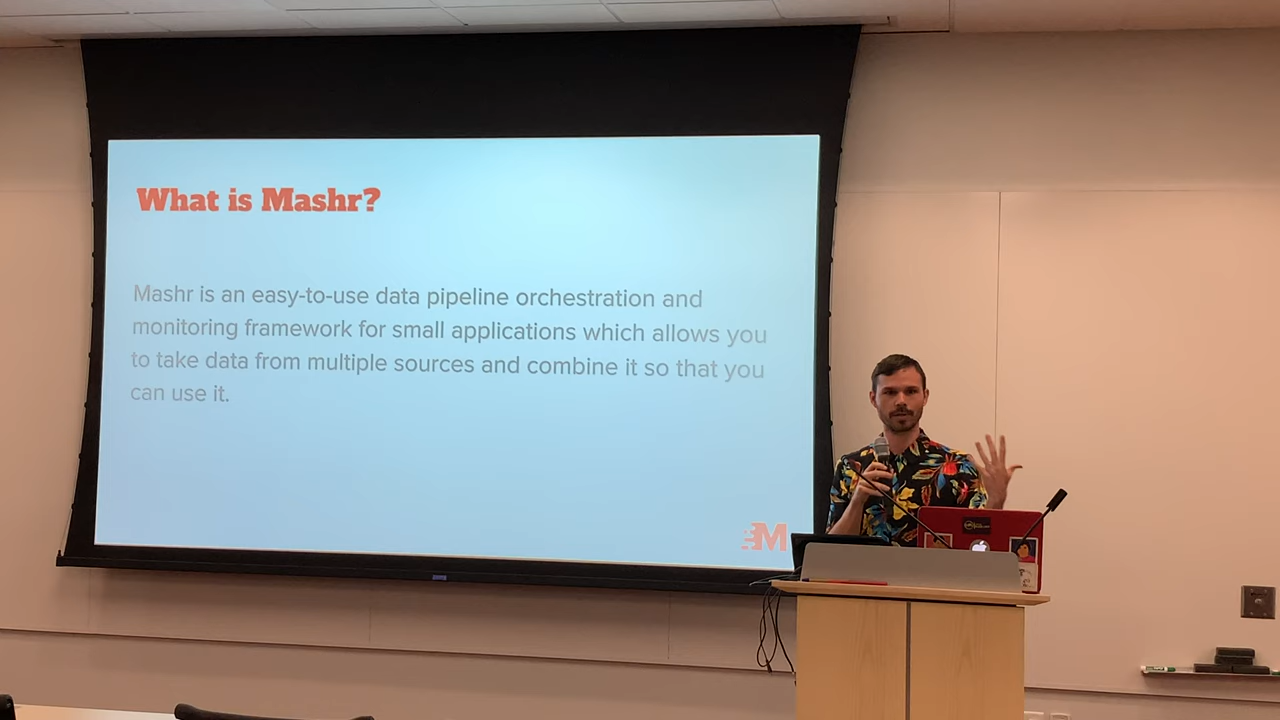 What is Mashr?
Mashr is an easy-to-use data pipeline orchestration and
monitoring framework for small applications which allows you
to take data from multiple sources and combine it so that you
can use it.
M